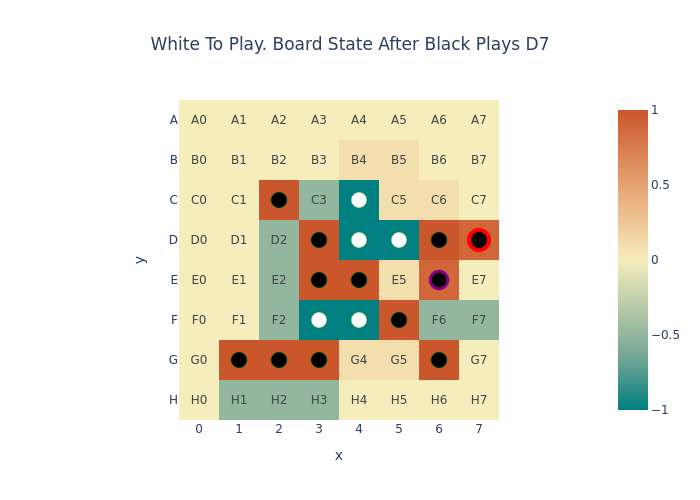 White To Play. Board State After Black Plays D7
A A0 A1 A2 A3 A4 A5 A6 A7
B B0 B1 B2 B3 B4 B5 B6 B7
C C0 C1 C3 C5 C6 C7
D D0 D1 D2
E E0 E1 E2 E5 E7
F F0 F1 F2 F6 F7
G G0 G4 G5 G7
H H0 H1 H2 H3 H4 H5 H6 H7
0 1 2 3 4 5 6 7
x
y
1
0.5
0
−0.5
−1